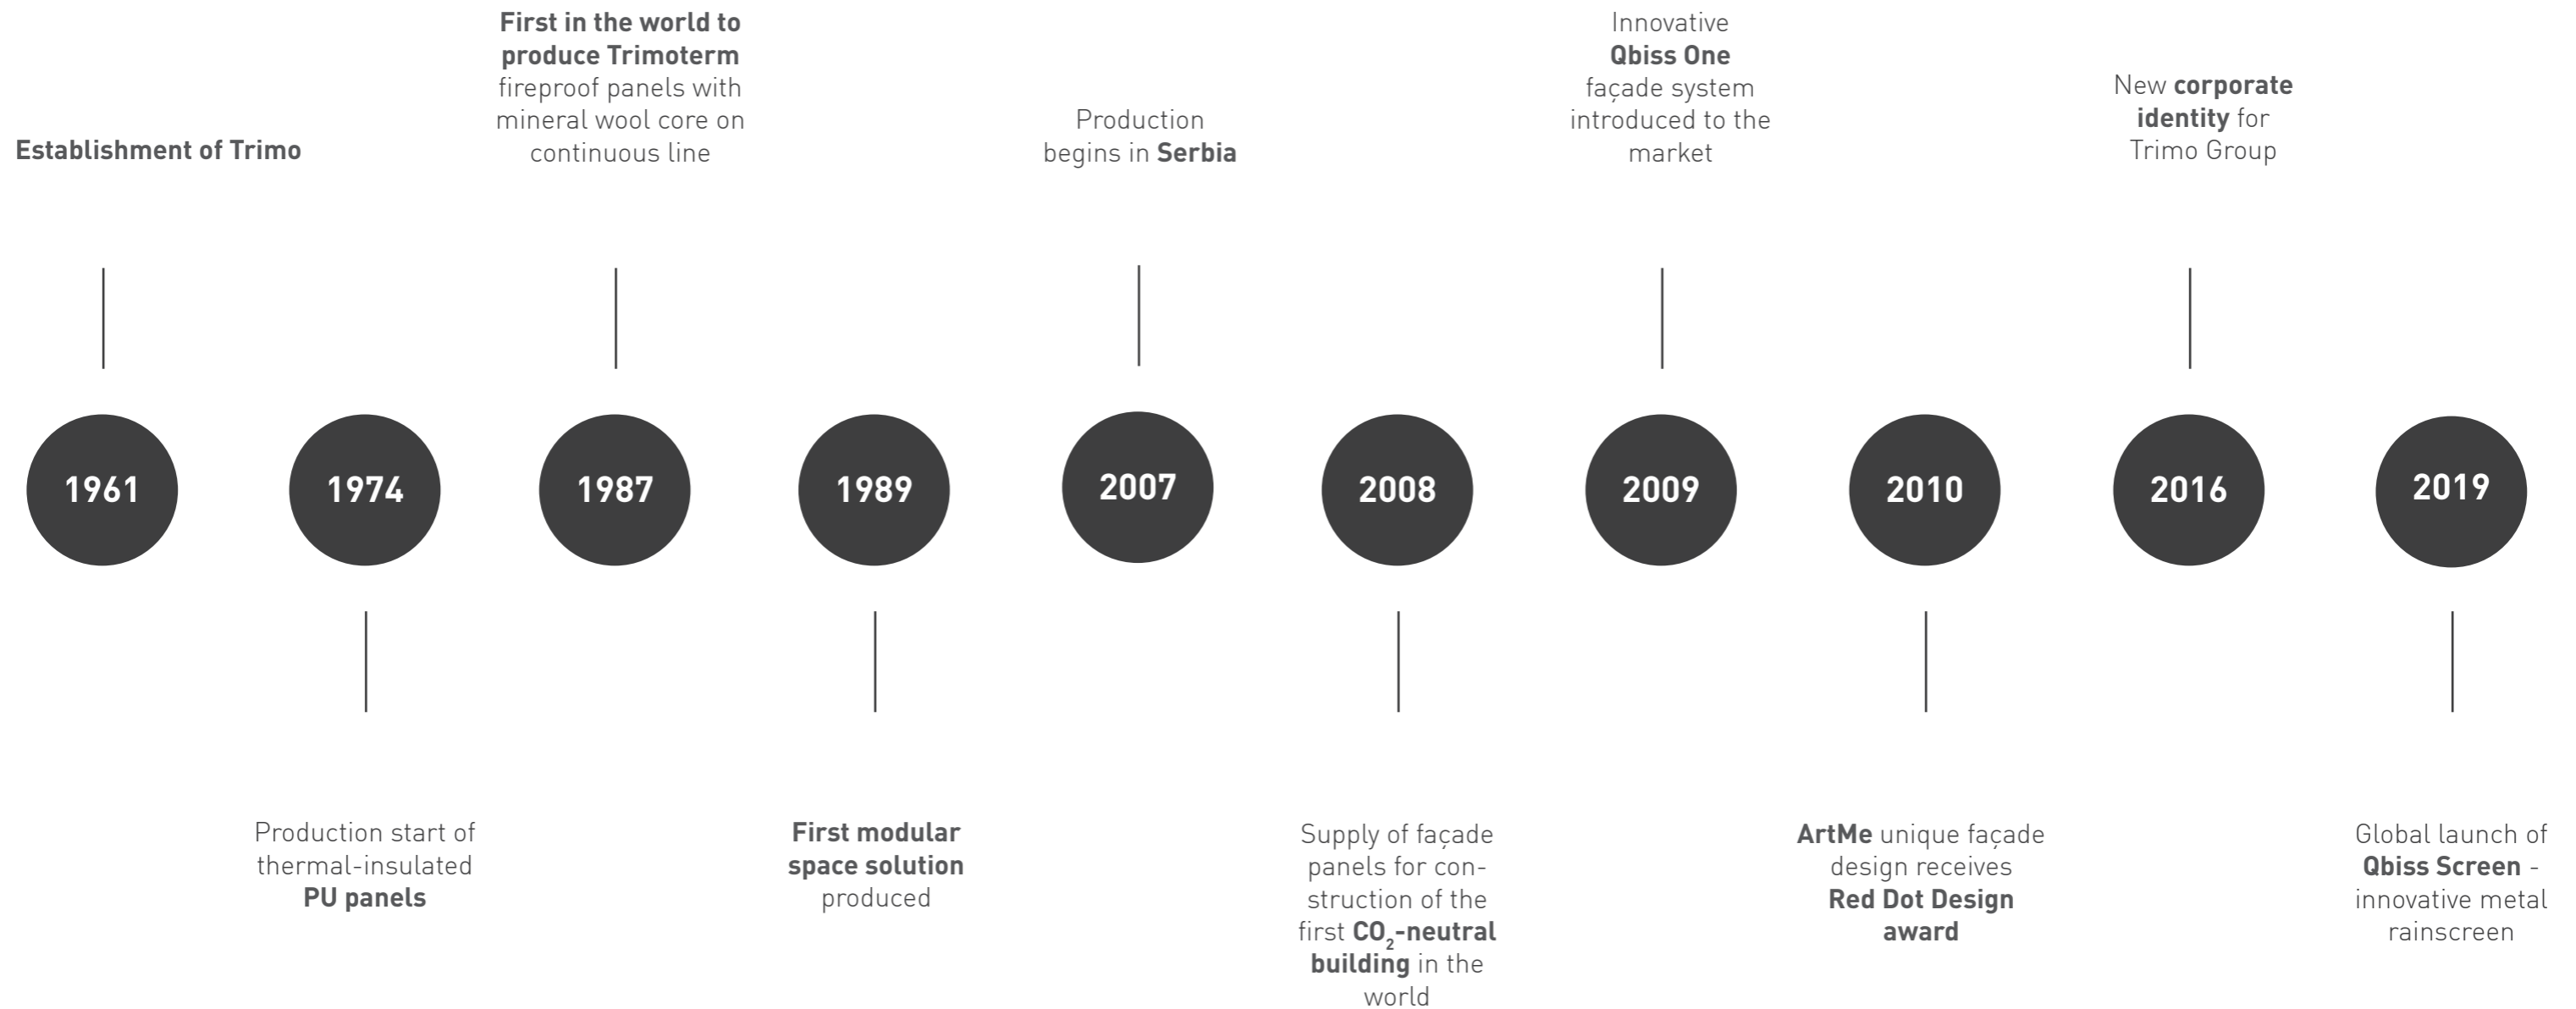 Establishment of Trimo
First in the world to
produce Trimoterm
fireproof panels with
mineral wool core on
continuous line
Production
begins in Serbia
Innovative
Qbiss One
façade system
introduced to the
market
New corporate
identity for
Trimo Group
1961
1974
1987
1989
2007
2008
2009
2010
2016
2019
Production start of
thermal-insulated
PU panels
First modular
space solution
produced
Supply of façade
panels for con-
struction of the
first CO₂-neutral
building in the
world
ArtMe unique façade
design receives
Red Dot Design
award
Global launch of
Qbiss Screen -
innovative metal
rainscreen